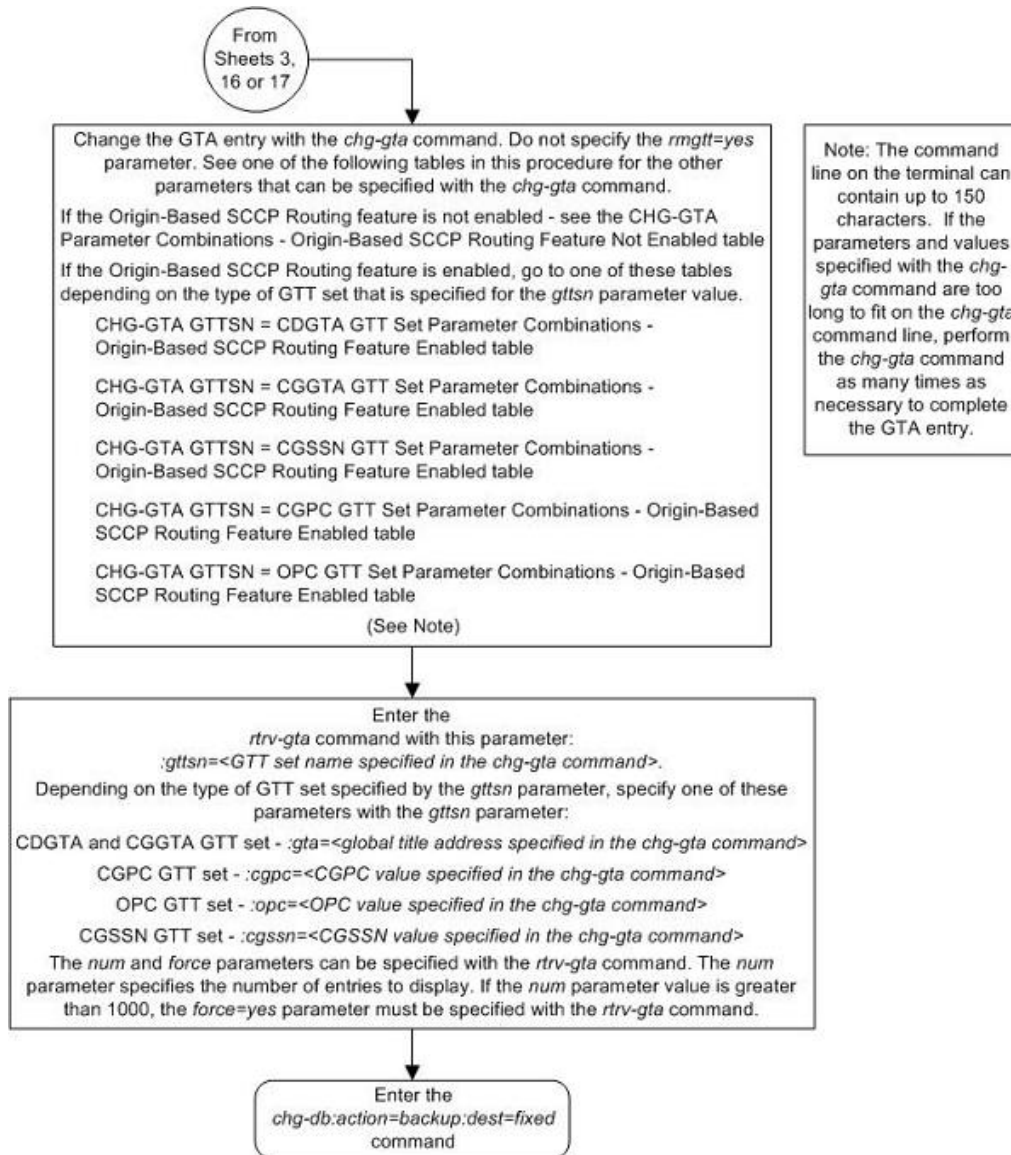 From
Sheets 3,
16 or 17
Change the GTA entry with the chg-gta command. Do not specify the rmgtt=yes
parameter. See one of the following tables in this procedure for the other
parameters that can be specified with the chg-gta command.
If the Origin-Based SCCP Routing feature is not enabled - see the CHG-GTA
Parameter Combinations - Origin-Based SCCP Routing Feature Not Enabled table
If the Origin-Based SCCP Routing feature is enabled, go to one of these tables
depending on the type of GTT set that is specified for the gttsn parameter value.
CHG-GTA GTTSN = CDGTA GTT Set Parameter Combinations -
Origin-Based SCCP Routing Feature Enabled table
CHG-GTA GTTSN = CGGTA GTT Set Parameter Combinations -
Origin-Based SCCP Routing Feature Enabled table
CHG-GTA GTTSN = CGSSN GTT Set Parameter Combinations -
Origin-Based SCCP Routing Feature Enabled table
CHG-GTA GTTSN = CGPC GTT Set Parameter Combinations - Origin-Based
SCCP Routing Feature Enabled table
CHG-GTA GTTSN = OPC GTT Set Parameter Combinations - Origin-Based
SCCP Routing Feature Enabled table
(See Note)
Note: The command
line on the terminal can
contain up to 150
characters. If the
parameters and values
specified with the chg-
gta command are too
long to fit on the chg-gta
command line, perform
the chg-gta command
as many times as
necessary to complete
the GTA entry.
Enter the
rtrv-gta command with this parameter:
:gttsn=<GTT set name specified in the chg-gta command>.
Depending on the type of GTT set specified by the gttsn parameter, specify one of these
parameters with the gttsn parameter:
CDGTA and CGGTA GTT set - :gta=<global title address specified in the chg-gta command>
CGPC GTT set - :cgpc=<CGPC value specified in the chg-gta command>
OPC GTT set - :opc=<OPC value specified in the chg-gta command>
CGSSN GTT set - :cgssn=<CGSSN value specified in the chg-gta command>
The num and force parameters can be specified with the rtrv-gta command. The num
parameter specifies the number of entries to display. If the num parameter value is greater
than 1000, the force=yes parameter must be specified with the rtrv-gta command.
Enter the
chg-db:action=backup:dest=fixed
command